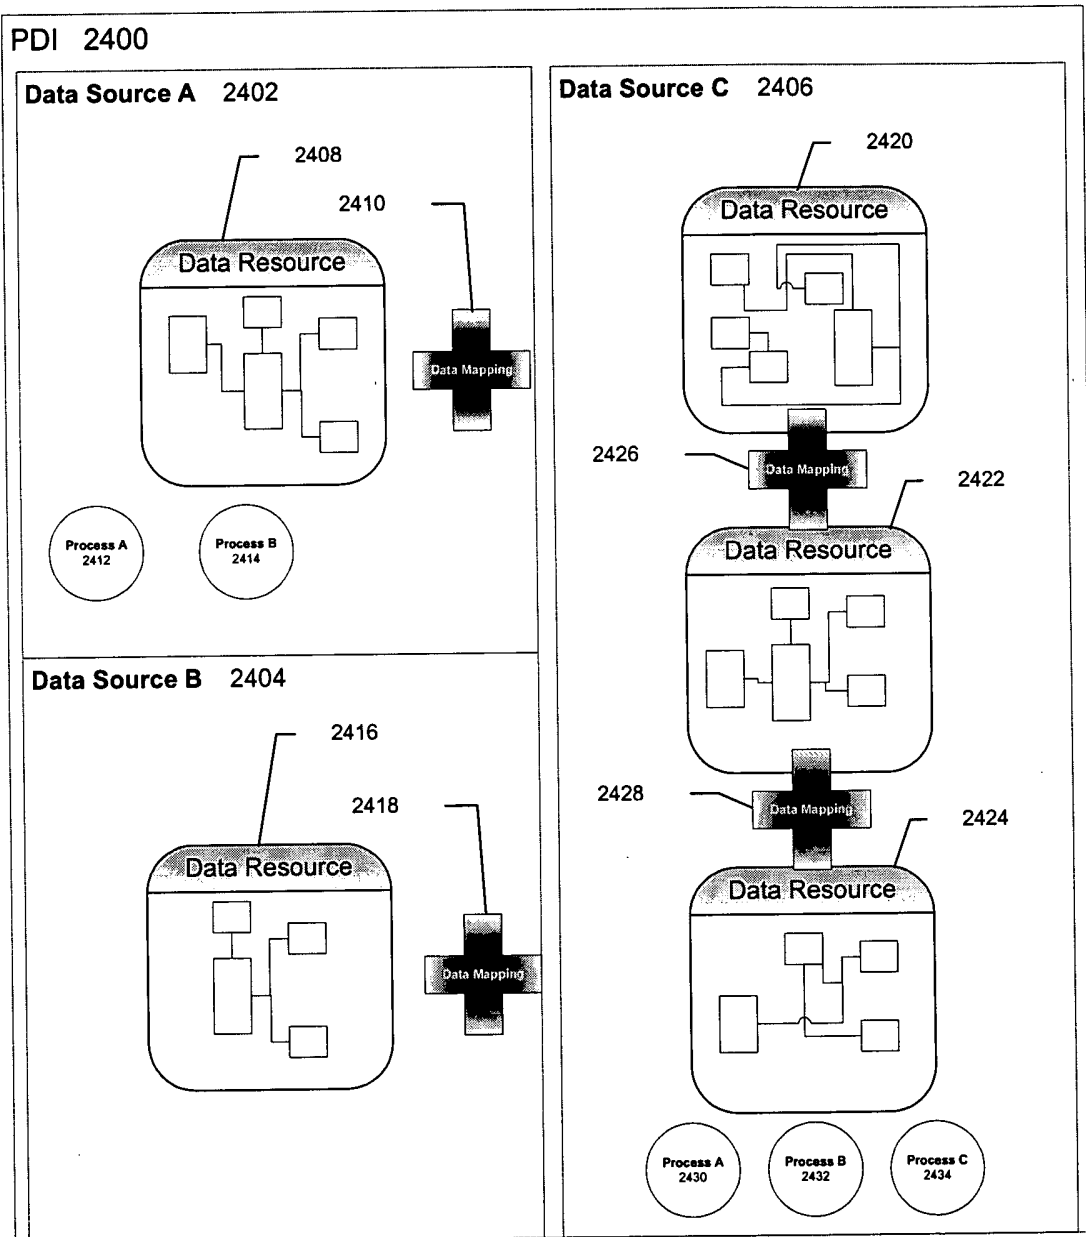 PDI 2400
Data Source A 2402
2408
2410
Data Resource
Data Mapping
Process A
2412
Process B
2414
Data Source B 2404
2416
2418
Data Resource
Data Mapping
Data Source C 2406
2420
Data Resource
2426
Data Mapping
2422
Data Resource
2428
Data Mapping
2424
Data Resource
Process A
2430
Process B
2432
Process C
2434